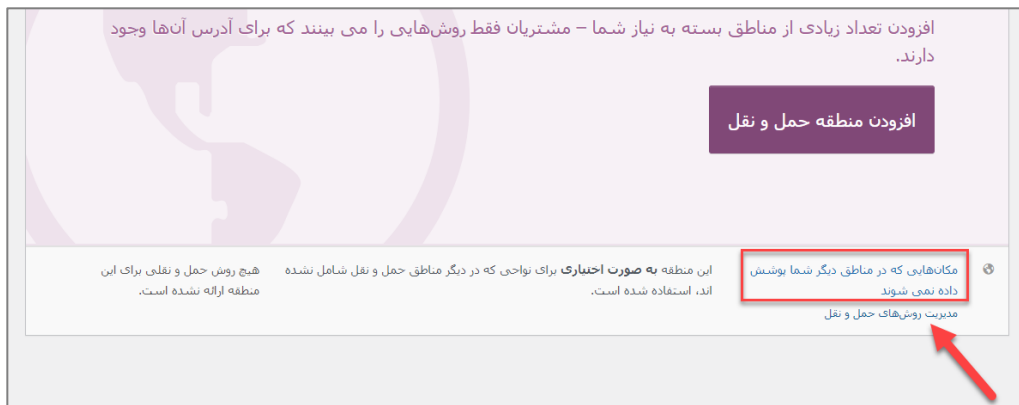 افزودن تعداد زیادی از مناطق بسته به نیاز شما – مشتریان فقط روش‌هایی را می بینند که برای آدرس آن‌ها وجود
دارند.
افزودن منطقه حمل و نقل
مکان‌هایی که در مناطق دیگر شما پوشش
داده نمی شوند
مدیریت روش‌های حمل و نقل
این منطقه به صورت اختیاری برای نواحی که در دیگر مناطق حمل و نقل شامل نشده
اند، استفاده شده است.
هیچ روش حمل و نقلی برای این
منطقه ارائه نشده است.